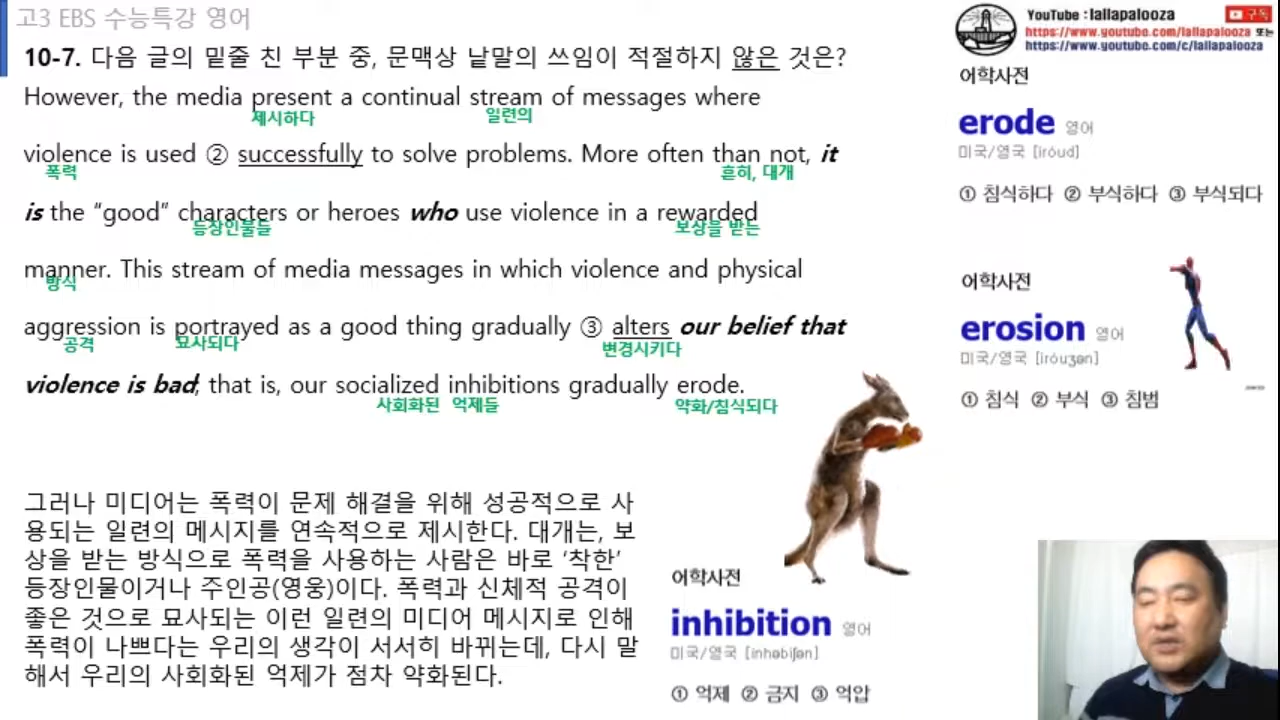 고3 EBS 수능특강 영어
10-7. 다음 글의 밑줄 친 부분 중, 문맥상 낱말의 쓰임이 적절하지 않은 것은?
However, the media present a continual stream of messages where
제시하다 일련의
violence is used ② successfully to solve problems. More often than not, it
폭력 흔히, 대개
is the “good” characters or heroes who use violence in a rewarded
등장인물들 보상을 받는
manner. This stream of media messages in which violence and physical
방식
aggression is portrayed as a good thing gradually ③ alters our belief that
공격 묘사되다 변경시키다
violence is bad; that is, our socialized inhibitions gradually erode.
사회화된 억제들 약화/침식되다
그러나 미디어는 폭력이 문제 해결을 위해 성공적으로 사
용되는 일련의 메시지를 연속적으로 제시한다. 대개는, 보
상을 받는 방식으로 폭력을 사용하는 사람은 바로 ‘착한’
등장인물이거나 주인공(영웅)이다. 폭력과 신체적 공격이
좋은 것으로 묘사되는 이런 일련의 미디어 메시지로 인해
폭력이 나쁘다는 우리의 생각이 서서히 바뀌는데, 다시 말
해서 우리의 사회화된 억제가 점차 약화된다.
YouTube : lallapalooza 구독
https://www.youtube.com/lallapalooza 또는
https://www.youtube.com/c/lallapalooza
어학사전
erode 영어
미국/영국 [iróud]
① 침식하다 ② 부식하다 ③ 부식되다
어학사전
erosion 영어
미국/영국 [iróuʒən]
① 침식 ② 부식 ③ 침범
어학사전
inhibition 영어
미국/영국 [inhəbíʃən]
① 억제 ② 금지 ③ 억압